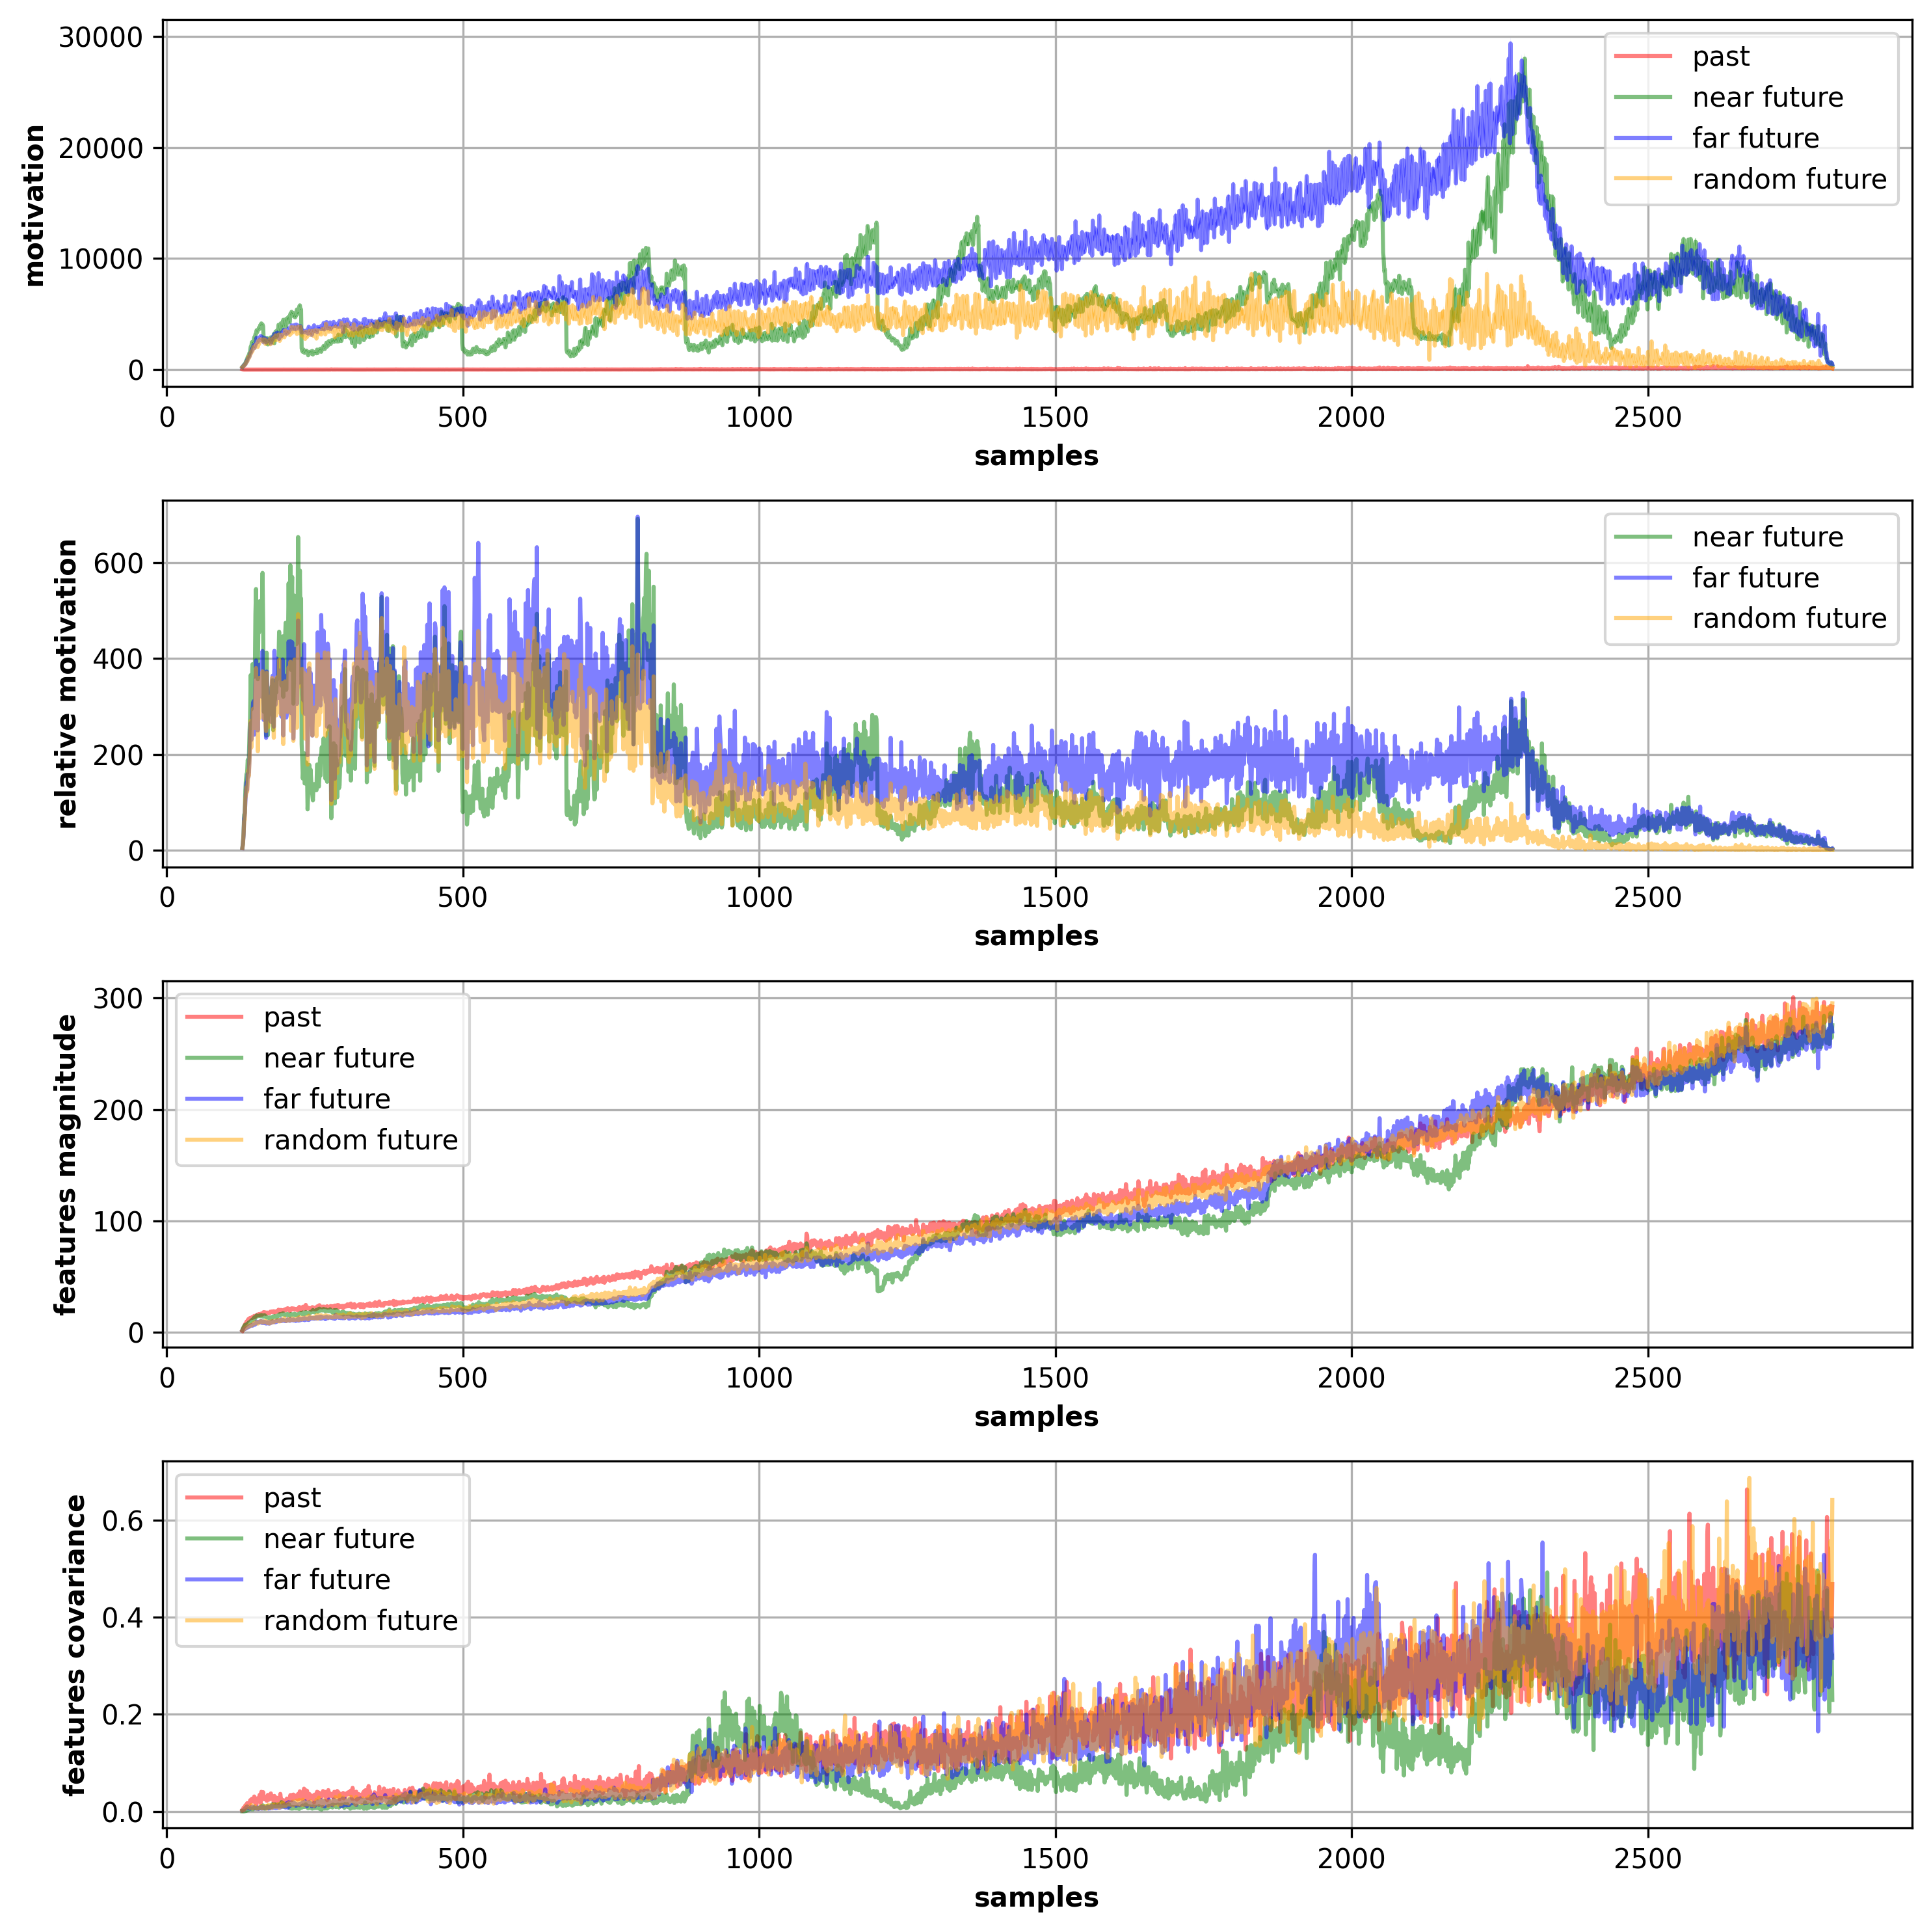 30000
20000
10000
0
motivation
past
near future
far future
random future
0 500 1000 1500 2000 2500
samples
600
400
200
0
relative motivation
near future
far future
random future
0 500 1000 1500 2000 2500
samples
300
200
100
0
features magnitude
past
near future
far future
random future
0 500 1000 1500 2000 2500
samples
0.6
0.4
0.2
0.0
features covariance
past
near future
far future
random future
0 500 1000 1500 2000 2500
samples